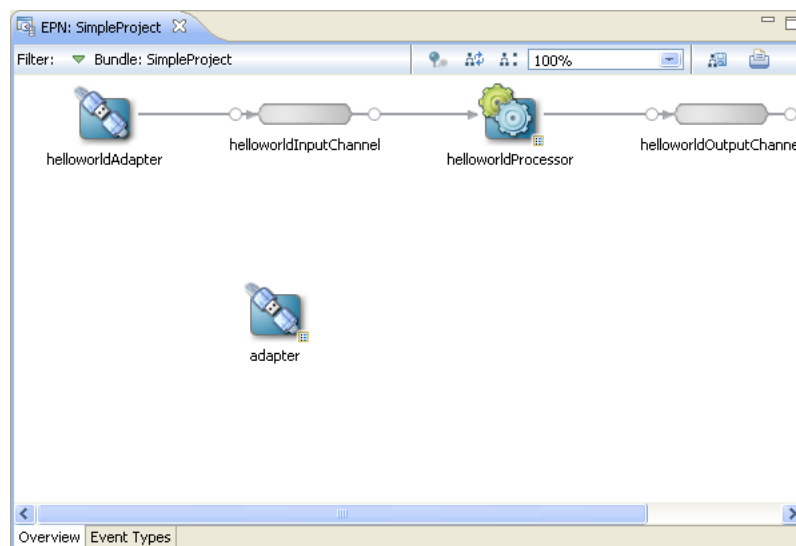 EPN: SimpleProject
Filter: Bundle: SimpleProject 100%
helloworldAdapter
helloworldInputChannel
helloworldProcessor
helloworldOutputChanne
adapter
Overview Event Types